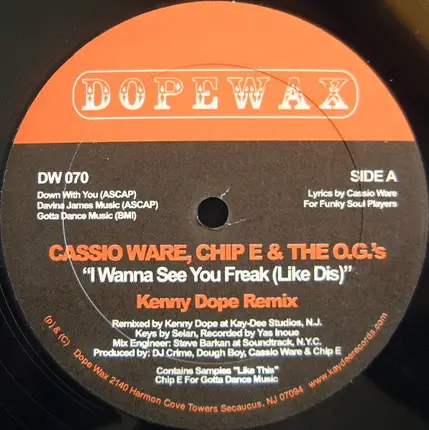 DOPEWAX
DW 070
SIDE A
Down With You (ASCAP)
Davina James Music (ASCAP)
Gotta Dance Music (BMI)
Lyrics by Cassio Ware
For Funky Soul Players
CASSIO WARE, CHIP E & THE O.G.'s
"I Wanna See You Freak (Like Dis)"
Kenny Dope Remix
Remixed by Kenny Dope at Kay-Dee Studios, N.J.
Keys by Selan, Recorded by Yas Inoue
Mix Engineer: Steve Barkan at Soundtrack, N.Y.C.
Produced by: DJ Crime, Dough Boy, Cassio Ware & Chip E
Contains Samples "Like This"
Chip E For Gotta Dance Music
(p) & (C) Dope Wax 2140 Harmon Cove Towers Secaucus, NJ 07094 www.kaydeerecords.com